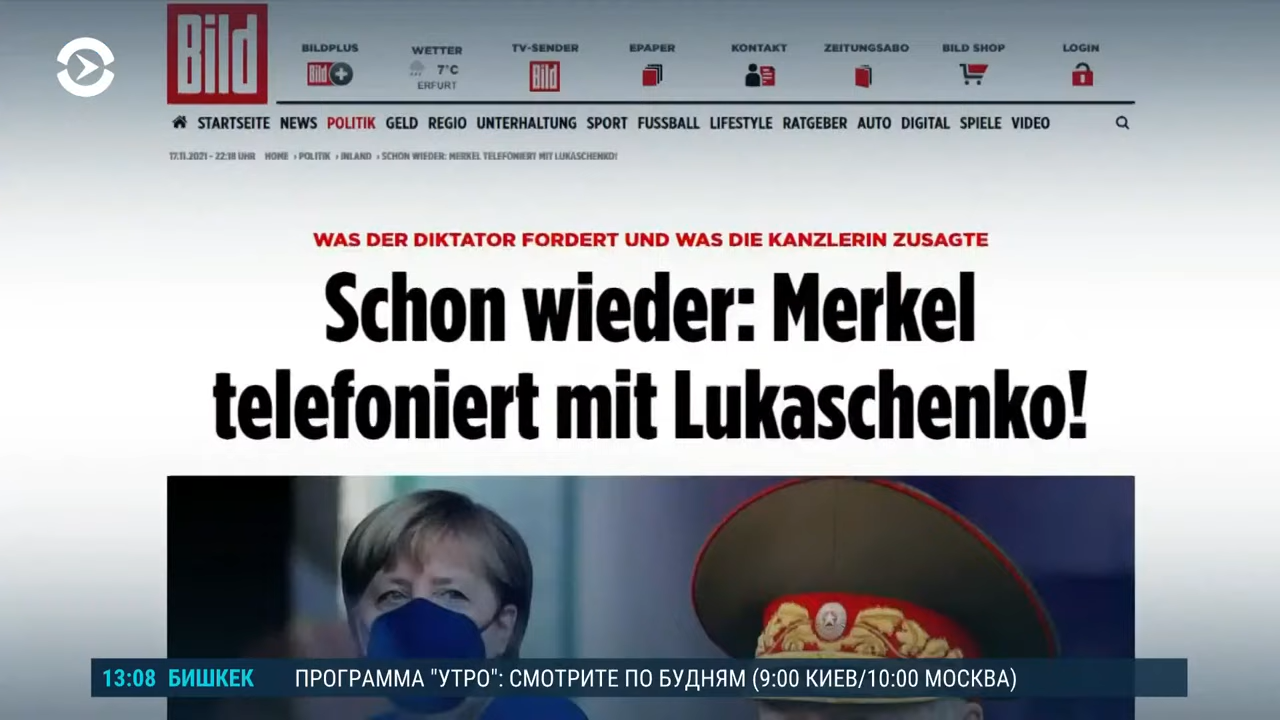 Bild
BILDPLUS
WETTER
TV-SENDER
EPAPER
KONTAKT
ZEITUNGSABO
BILD SHOP
LOGIN
Bild
7°C
Bild
ERFURT
STARTSEITE NEWS POLITIK GELD REGIO UNTERHALTUNG SPORT FUSSBALL LIFESTYLE RATGEBER AUTO DIGITAL SPIELE VIDEO
17.11.2021 - 22:18 UHR HOME › POLITIK › INLAND › SCHON WIEDER: MERKEL TELEFONIERT MIT LUKASCHENKO!
WAS DER DIKTATOR FORDERT UND WAS DIE KANZLERIN ZUSAGTE
Schon wieder: Merkel
telefoniert mit Lukaschenko!
13:08 БИШКЕК ПРОГРАММА "УТРО": СМОТРИТЕ ПО БУДНЯМ (9:00 КИЕВ/10:00 МОСКВА)